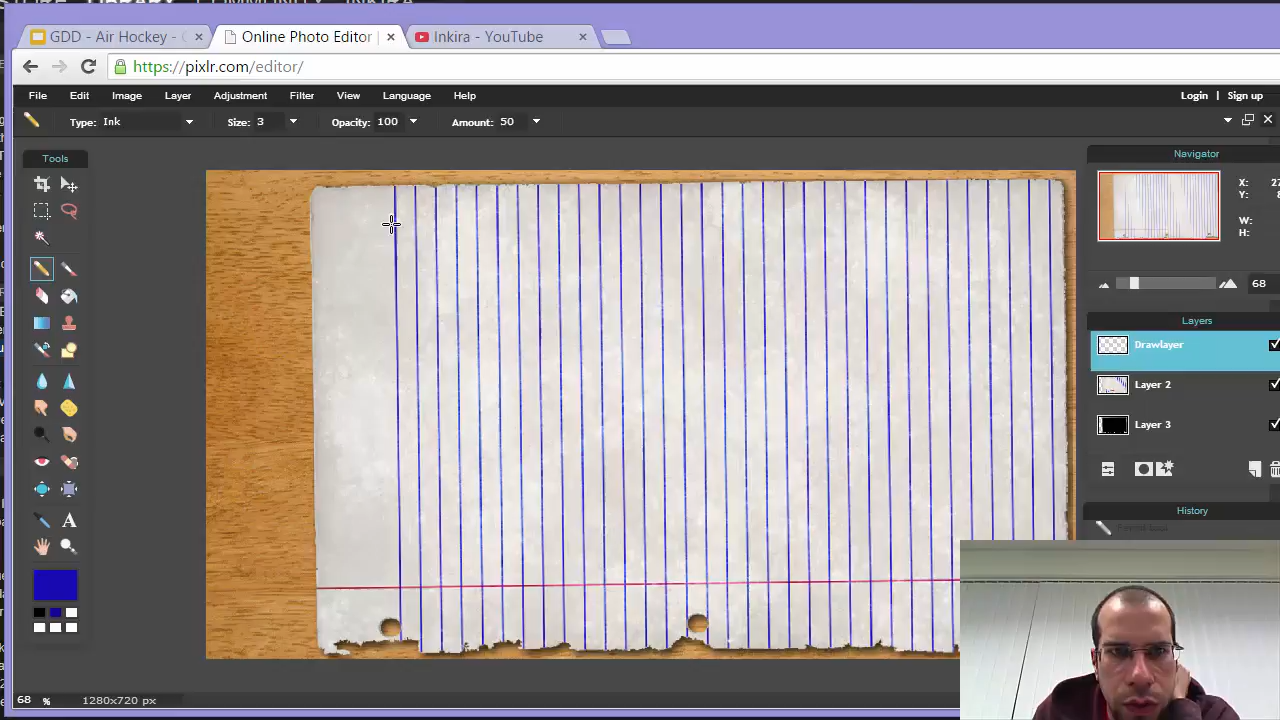 GDD - Air Hockey - 
Online Photo Editor
Inkira - YouTube
https://pixlr.com/editor/
File Edit Image Layer Adjustment Filter View Language Help Login | Sign up
Type: Ink Size: 3 Opacity: 100 Amount: 50
Tools
Navigator
X:
Y:
W:
H:
68
Layers
Drawlayer
Layer 2
Layer 3
History
68 % 1280x720 px